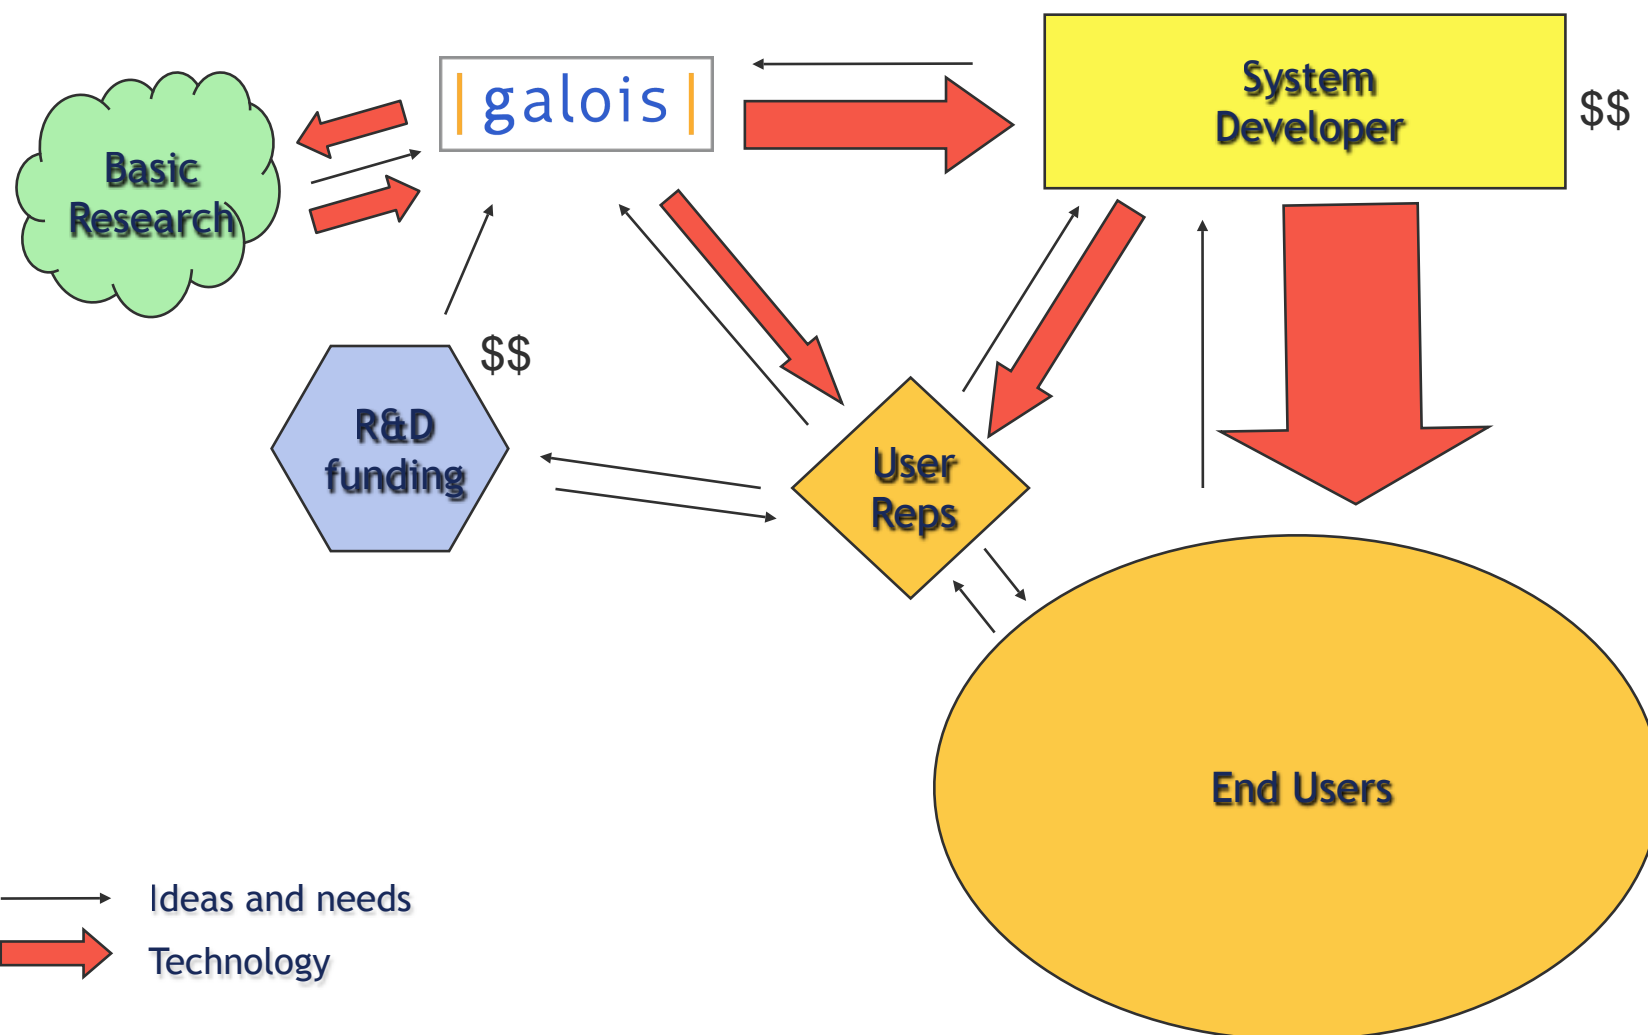 |galois|
System
Developer
$$
Basic
Research
$$
R&D
funding
User
Reps
End Users
Ideas and needs
Technology